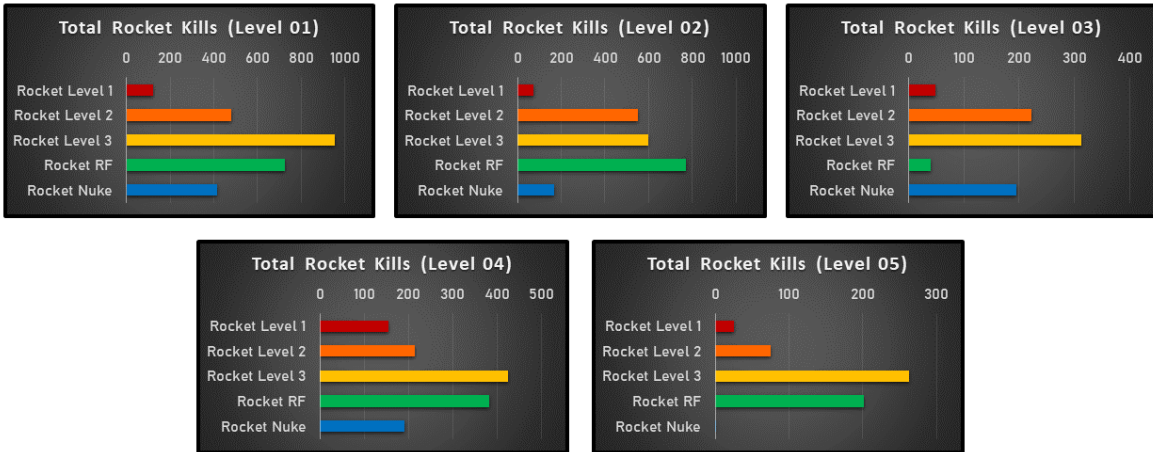 Total Rocket Kills (Level 01)
0 200 400 600 800 1000
Rocket Level 1
Rocket Level 2
Rocket Level 3
Rocket RF
Rocket Nuke
Total Rocket Kills (Level 02)
0 200 400 600 800 1000
Rocket Level 1
Rocket Level 2
Rocket Level 3
Rocket RF
Rocket Nuke
Total Rocket Kills (Level 03)
0 100 200 300 400
Rocket Level 1
Rocket Level 2
Rocket Level 3
Rocket RF
Rocket Nuke
Total Rocket Kills (Level 04)
0 100 200 300 400 500
Rocket Level 1
Rocket Level 2
Rocket Level 3
Rocket RF
Rocket Nuke
Total Rocket Kills (Level 05)
0 100 200 300
Rocket Level 1
Rocket Level 2
Rocket Level 3
Rocket RF
Rocket Nuke